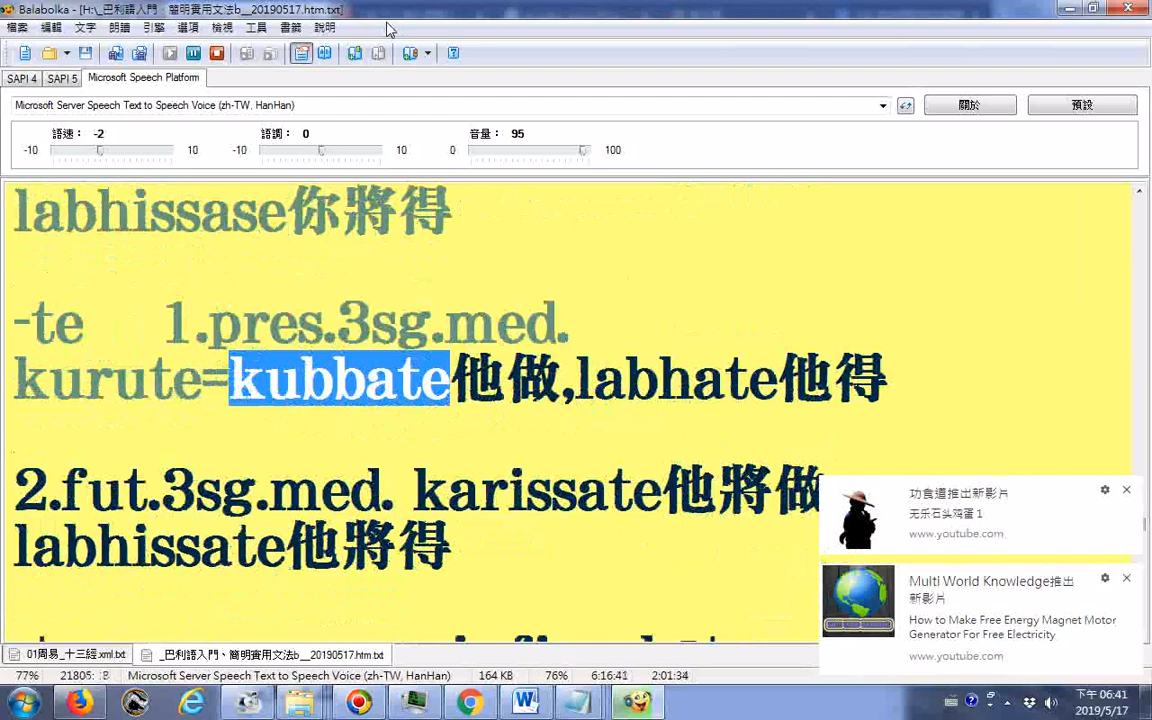 Balabolka - [H:\_巴利語入門、簡明實用文法b__20190517.htm.txt]
檔案 編輯 文字 朗讀 引擎 選項 檢視 工具 書籤 說明
SAPI 4 SAPI 5 Microsoft Speech Platform
Microsoft Server Speech Text to Speech Voice (zh-TW, HanHan)
關於
預設
語速： -2 語調： 0 音量： 95
-10 10 -10 10 0 100
labhissase你將得
-te 1.pres.3sg.med.
kurute=kubbate他做,labhate他得
2.fut.3sg.med. karissate他將做
labhissate他將得
功食道推出新影片
无乐石头鸡蛋 1
www.youtube.com
Multi World Knowledge推出
新影片
How to Make Free Energy Magnet Motor
Generator For Free Electricity
www.youtube.com
01周易_十三經.xml.txt _巴利語入門、簡明實用文法b__20190517.htm.txt
77% Microsoft Server Speech Text to Speech Voice (zh-TW, HanHan) 164 KB 76% 6:16:41 2:01:34
下午 06:41
2019/5/17